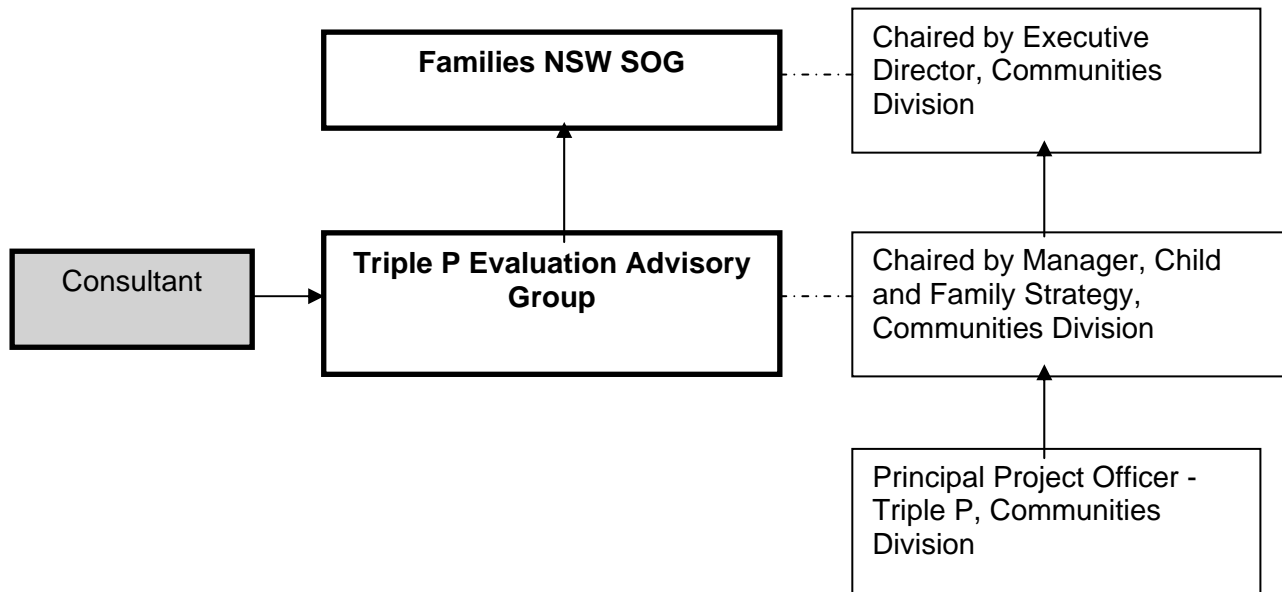 Families NSW SOG
Chaired by Executive
Director, Communities
Division
Consultant
Triple P Evaluation Advisory
Group
Chaired by Manager, Child
and Family Strategy,
Communities Division
Principal Project Officer -
Triple P, Communities
Division